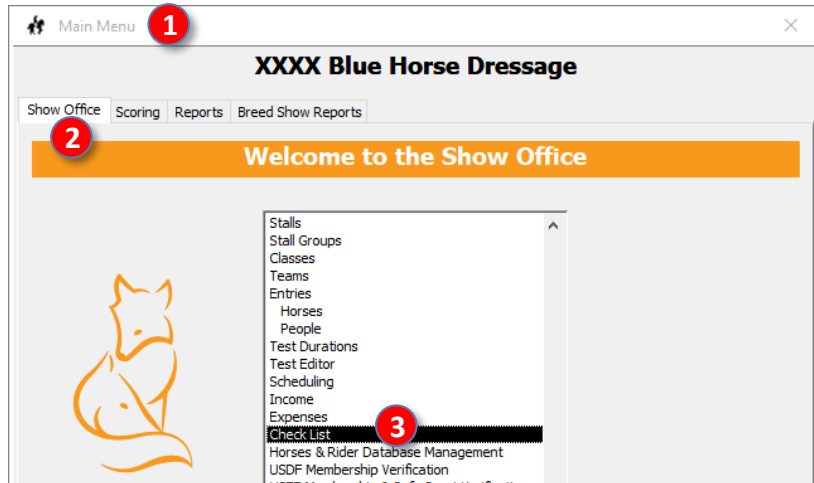 Main Menu 1
XXXX Blue Horse Dressage
Show Office Scoring Reports Breed Show Reports
2
Welcome to the Show Office
Stalls
Stall Groups
Classes
Teams
Entries
Horses
People
Test Durations
Test Editor
Scheduling
Income
Expenses
Check List 3
Horses & Rider Database Management
USDF Membership Verification